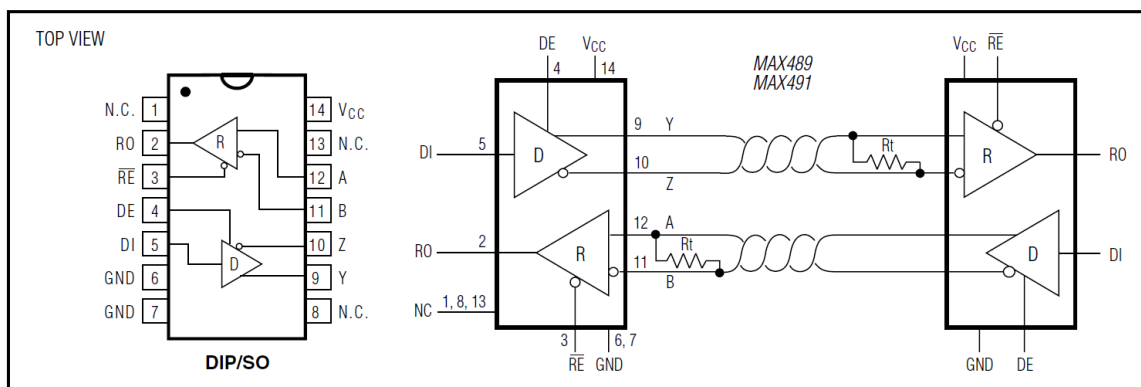 TOP VIEW
N.C. 1
RO 2
RE 3
DE 4
DI 5
GND 6
GND 7
14 VCC
13 N.C.
12 A
11 B
10 Z
9 Y
8 N.C.
R
D
DIP/SO
DE
4
VCC
14
MAX489
MAX491
VCC
RE
DI
5
D
9 Y
10
Z
Rt
R
RO
RO
2
R
12 A
11
B
Rt
D
DI
NC
1, 8, 13
3
RE
6, 7
GND
GND
DE